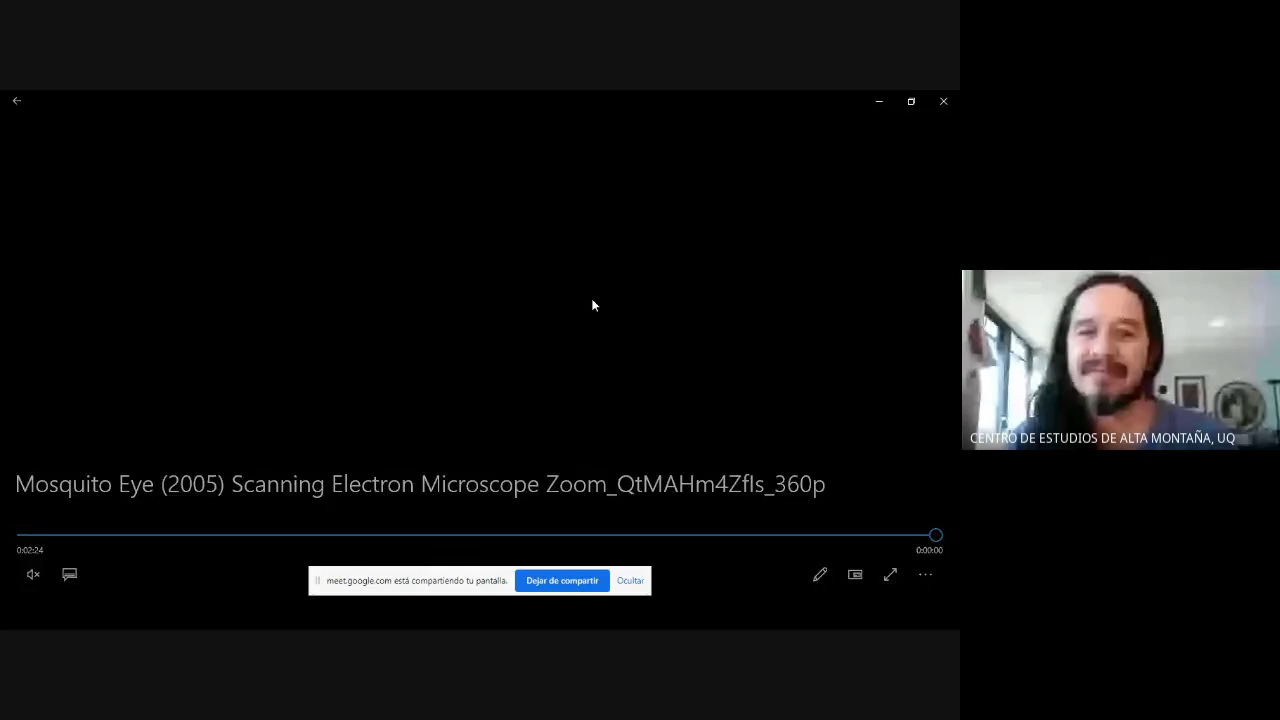 CENTRO DE ESTUDIOS DE ALTA MONTAÑA, UQ
Mosquito Eye (2005) Scanning Electron Microscope Zoom_QtMAHm4ZfIs_360p
0:02:24
0:00:00
meet.google.com está compartiendo tu pantalla.
Dejar de compartir
Ocultar